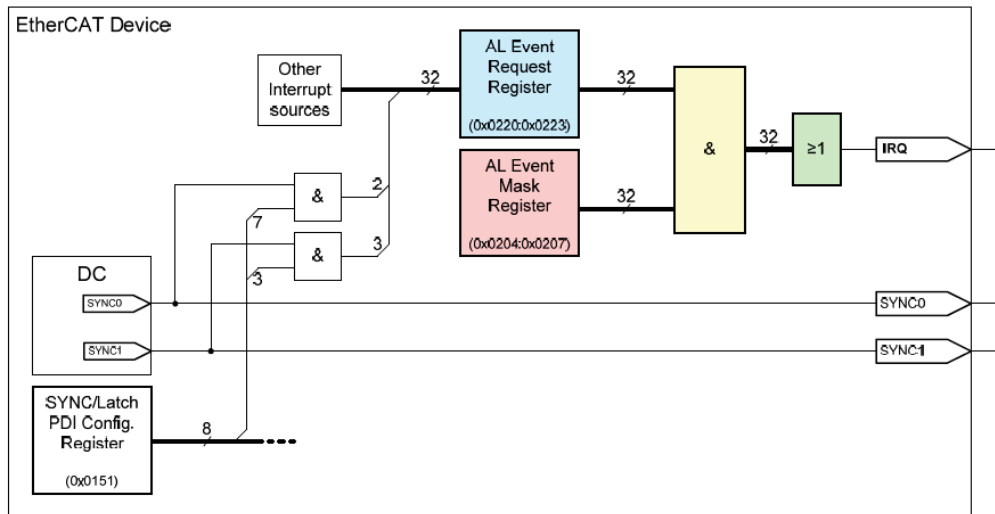 EtherCAT Device
Other
Interrupt
sources
32
AL Event
Request
Register
(0x0220:0x0223)
32
&
32
≥1
IRQ
AL Event
Mask
Register
(0x0204:0x0207)
32
&
2
7
&
3
3
DC
SYNC0
SYNC1
SYNC0
SYNC1
SYNC/Latch
PDI Config.
Register
(0x0151)
8